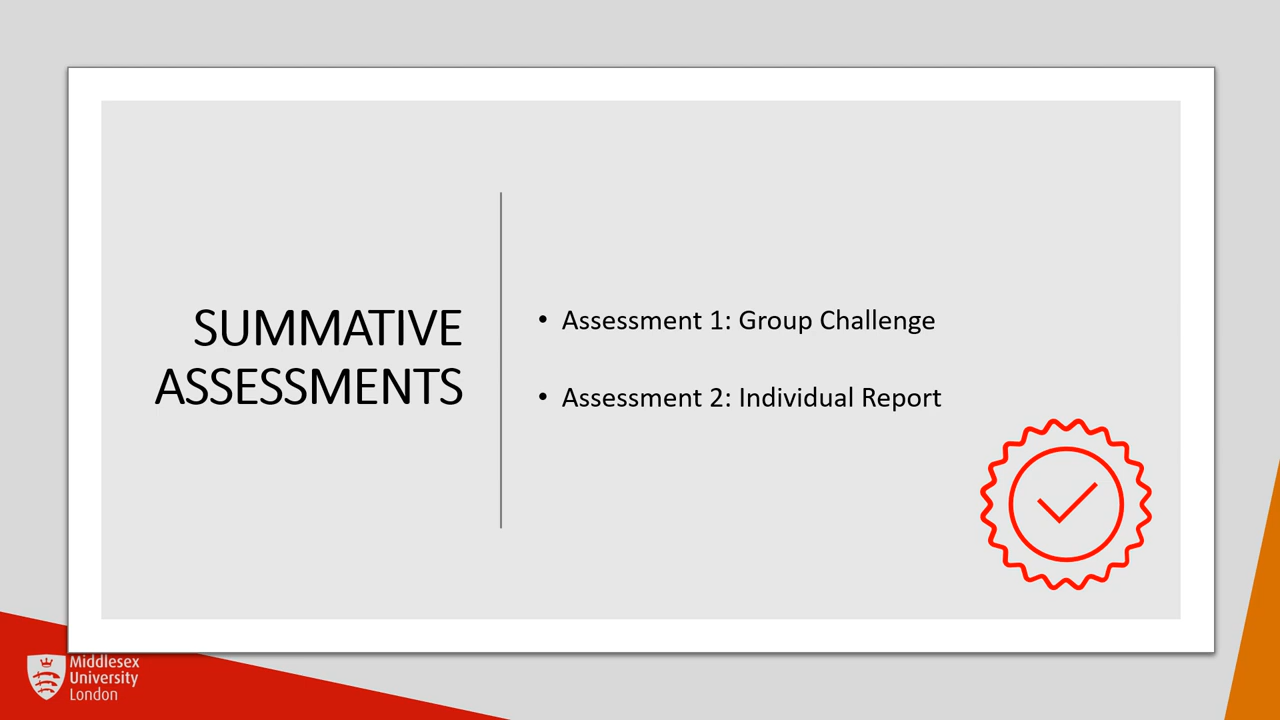 SUMMATIVE
ASSESSMENTS
• Assessment 1: Group Challenge
• Assessment 2: Individual Report
Middlesex
University
London